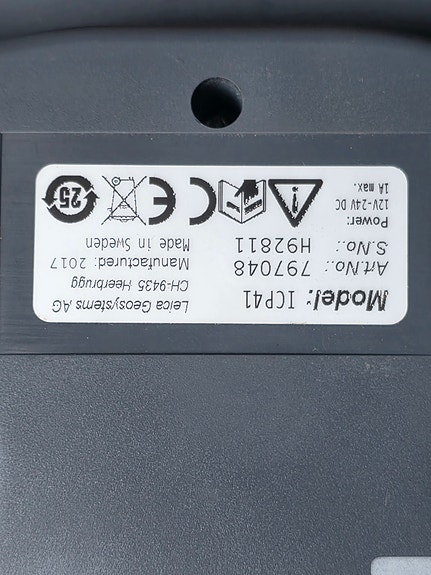 Model: ICP41
Art.No.: 797048
S.No.: H92811
Power:
12V-24V DC
1A max.
Leica Geosystems AG
CH-9435 Heerbrugg
Manufactured: 2017
Made in Sweden
CE
25